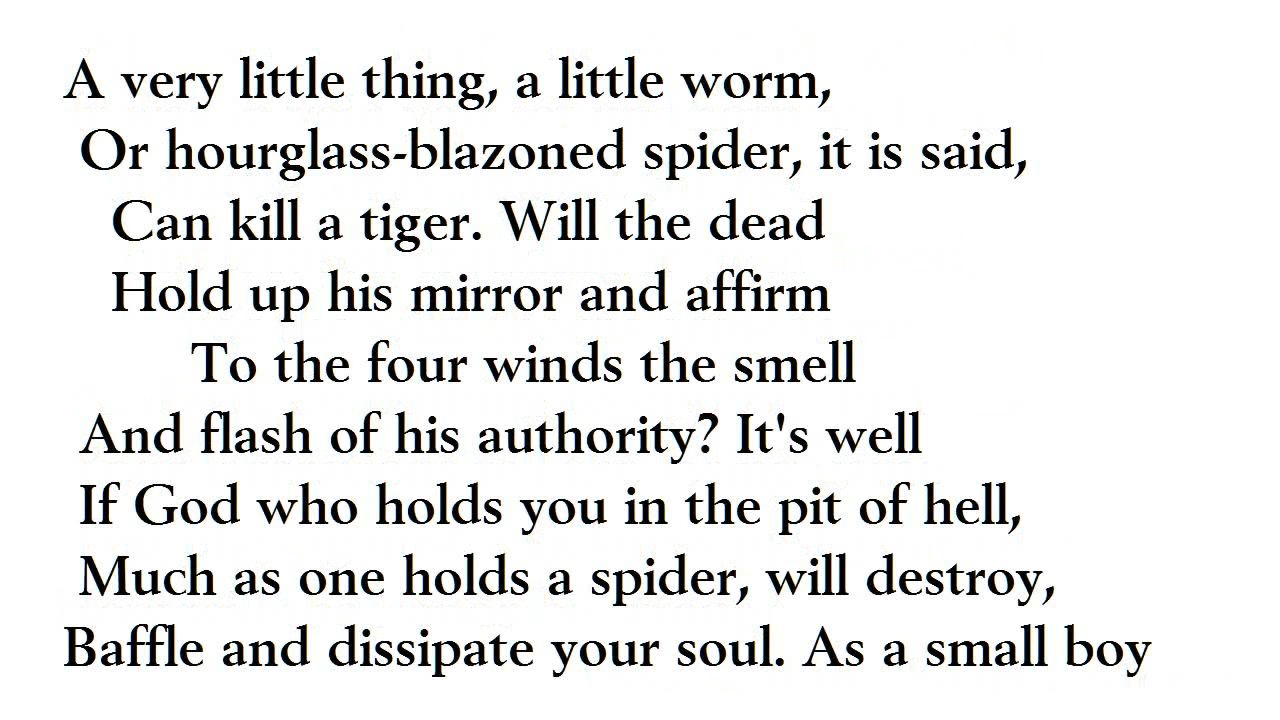 A very little thing, a little worm,
Or hourglass-blazoned spider, it is said,
Can kill a tiger. Will the dead
Hold up his mirror and affirm
To the four winds the smell
And flash of his authority? It's well
If God who holds you in the pit of hell,
Much as one holds a spider, will destroy,
Baffle and dissipate your soul. As a small boy